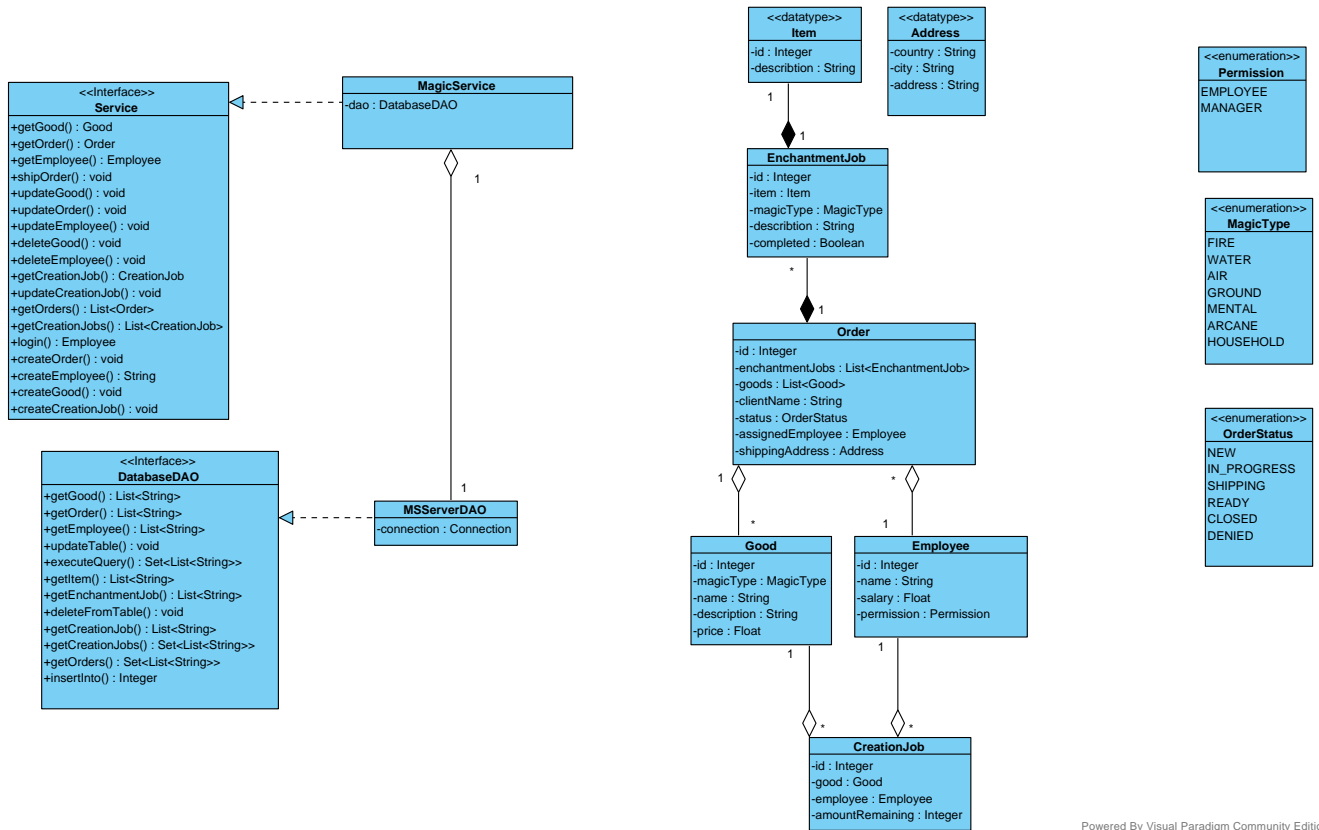 <<Interface>>
Service
+getGood() : Good
+getOrder() : Order
+getEmployee() : Employee
+shipOrder() : void
+updateGood() : void
+updateOrder() : void
+updateEmployee() : void
+deleteGood() : void
+deleteEmployee() : void
+getCreationJob() : CreationJob
+updateCreationJob() : void
+getOrders() : List<Order>
+getCreationJobs() : List<CreationJob>
+login() : Employee
+createOrder() : void
+createEmployee() : String
+createGood() : void
+createCreationJob() : void
MagicService
-dao : DatabaseDAO
1
1
<<Interface>>
DatabaseDAO
+getGood() : List<String>
+getOrder() : List<String>
+getEmployee() : List<String>
+updateTable() : void
+executeQuery() : Set<List<String>>
+getItem() : List<String>
+getEnchantmentJob() : List<String>
+deleteFromTable() : void
+getCreationJob() : List<String>
+getCreationJobs() : Set<List<String>>
+getOrders() : Set<List<String>>
+insertInto() : Integer
MSServerDAO
-connection : Connection
<<datatype>>
Item
-id : Integer
-describtion : String
<<datatype>>
Address
-country : String
-city : String
-address : String
1
1
EnchantmentJob
-id : Integer
-item : Item
-magicType : MagicType
-describtion : String
-completed : Boolean
*
1
Order
-id : Integer
-enchantmentJobs : List<EnchantmentJob>
-goods : List<Good>
-clientName : String
-status : OrderStatus
-assignedEmployee : Employee
-shippingAddress : Address
1
*
*
1
Good
-id : Integer
-magicType : MagicType
-name : String
-description : String
-price : Float
Employee
-id : Integer
-name : String
-salary : Float
-permission : Permission
1
1
*
*
CreationJob
-id : Integer
-good : Good
-employee : Employee
-amountRemaining : Integer
<<enumeration>>
Permission
EMPLOYEE
MANAGER
<<enumeration>>
MagicType
FIRE
WATER
AIR
GROUND
MENTAL
ARCANE
HOUSEHOLD
<<enumeration>>
OrderStatus
NEW
IN_PROGRESS
SHIPPING
READY
CLOSED
DENIED
Powered By Visual Paradigm Community Editio